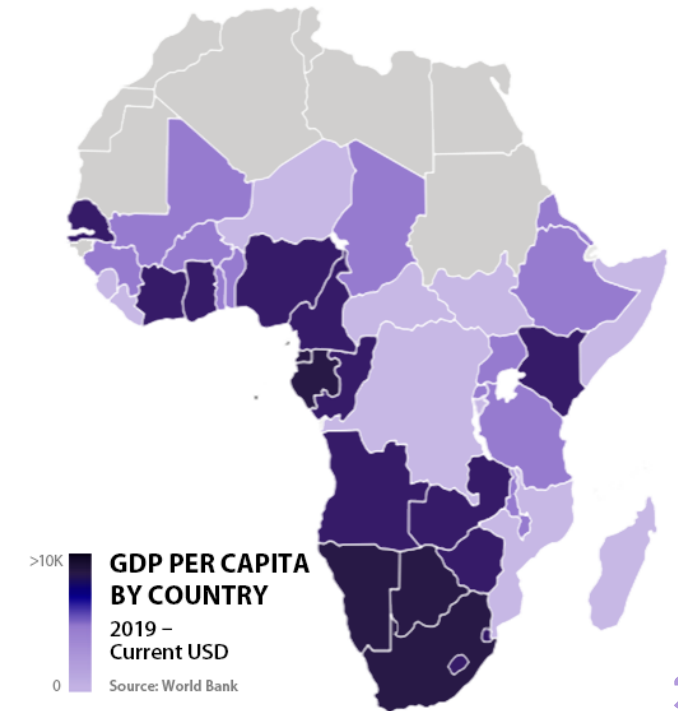 >10K
GDP PER CAPITA
BY COUNTRY
2019 –
Current USD
0
Source: World Bank